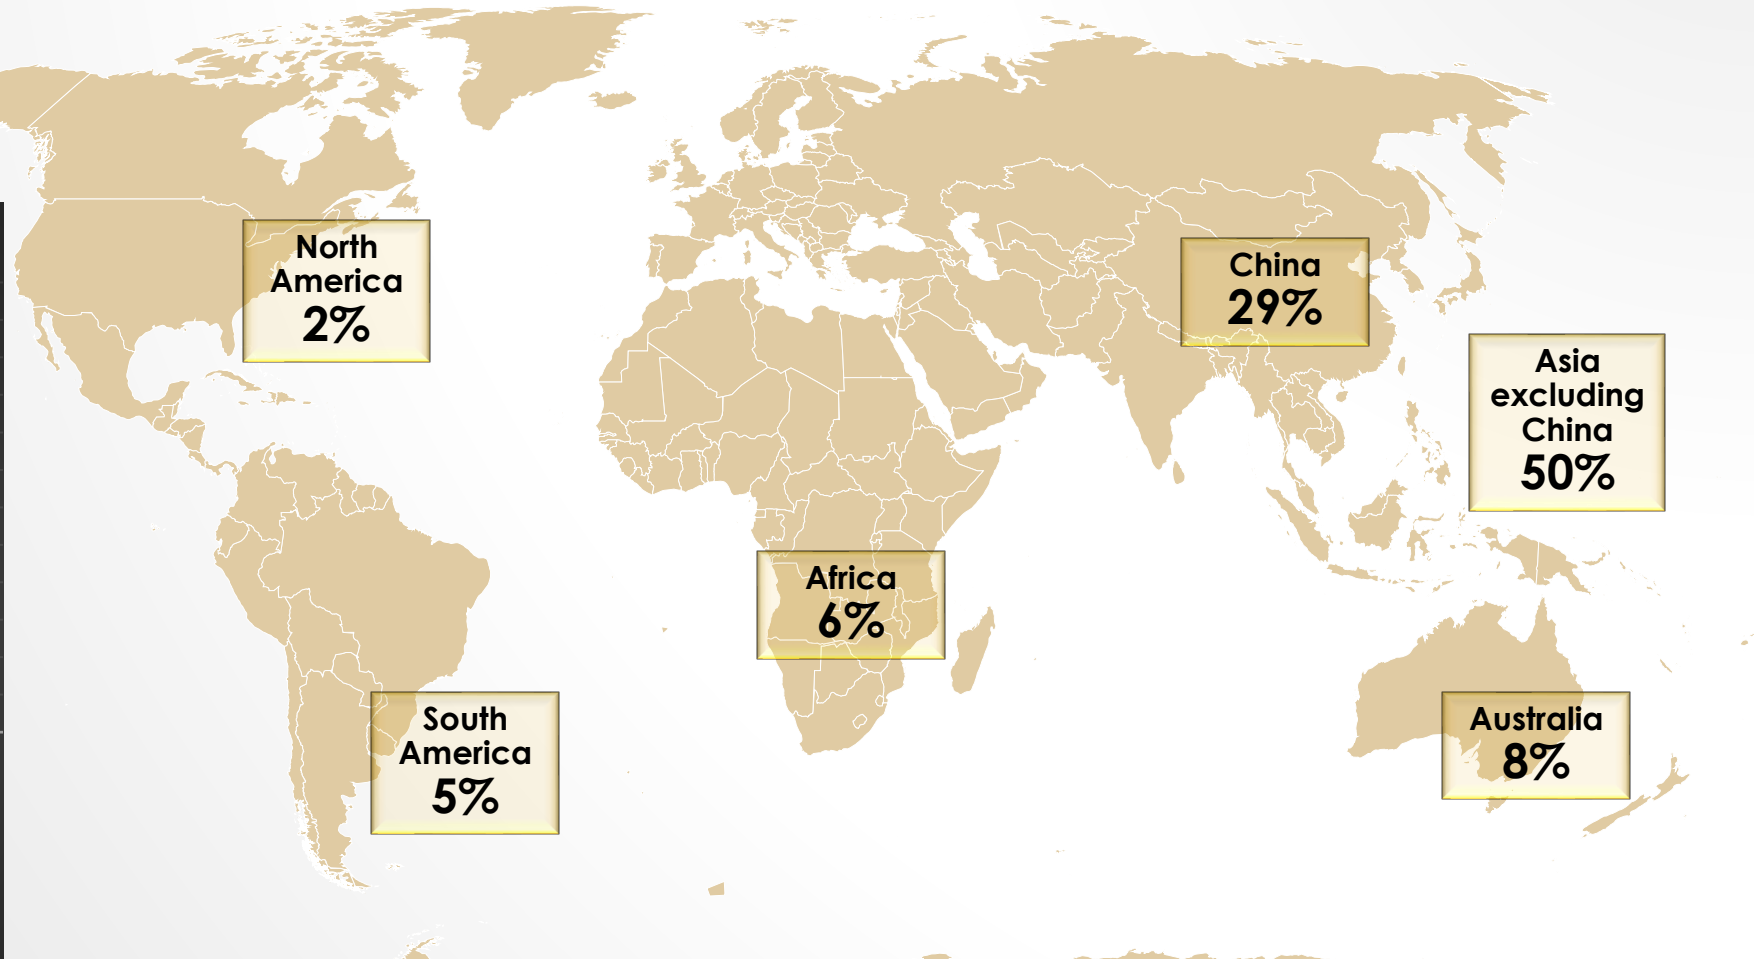 North
America
2%
China
29%
Asia
excluding
China
50%
Africa
6%
South
America
5%
Australia
8%